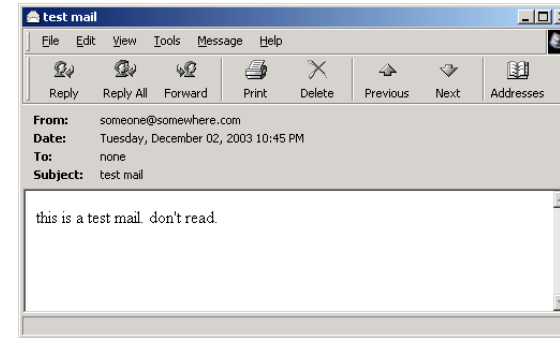 test mail
File Edit View Tools Message Help
Reply Reply All Forward Print Delete Previous Next Addresses
From: someone@somewhere.com
Date: Tuesday, December 02, 2003 10:45 PM
To: none
Subject: test mail
this is a test mail. don't read.